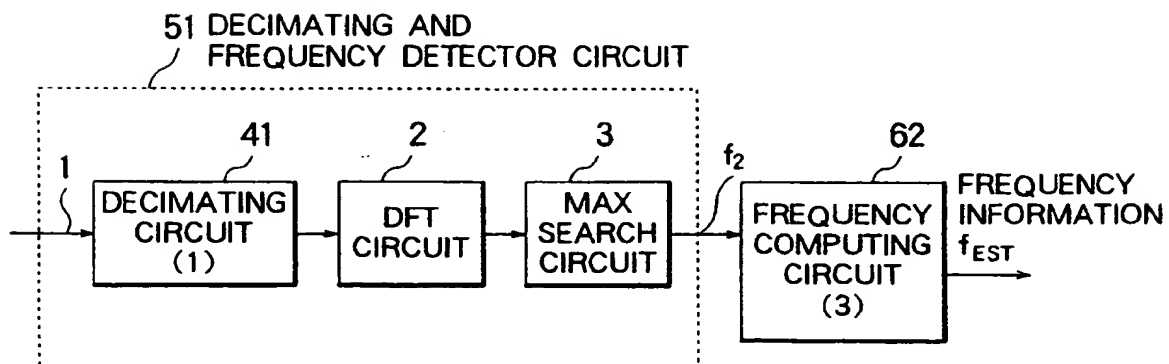 51 DECIMATING AND
FREQUENCY DETECTOR CIRCUIT
1
41
DECIMATING
CIRCUIT
(1)
2
DFT
CIRCUIT
3
MAX
SEARCH
CIRCUIT
f2
62
FREQUENCY
COMPUTING
CIRCUIT
(3)
FREQUENCY
INFORMATION
fEST